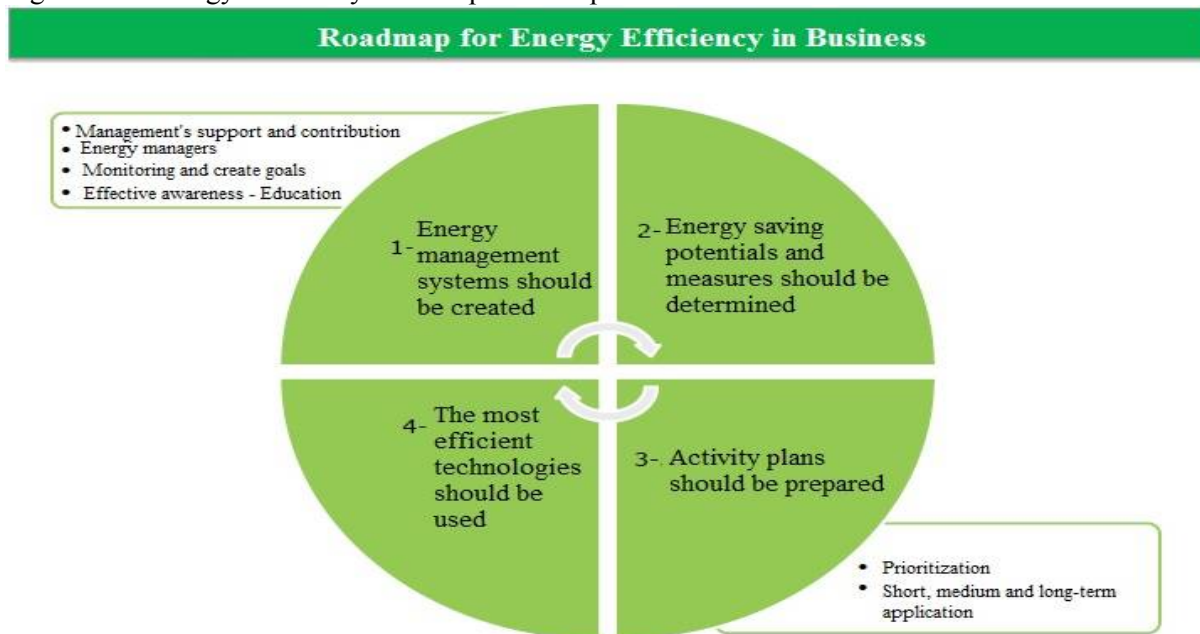 Roadmap for Energy Efficiency in Business
• Management's support and contribution
• Energy managers
• Monitoring and create goals
• Effective awareness - Education
1- Energy
management
systems should
be created
2- Energy saving
potentials and
measures should be
determined
4- The most
efficient
technologies
should be
used
3- Activity plans
should be prepared
• Prioritization
• Short, medium and long-term
application